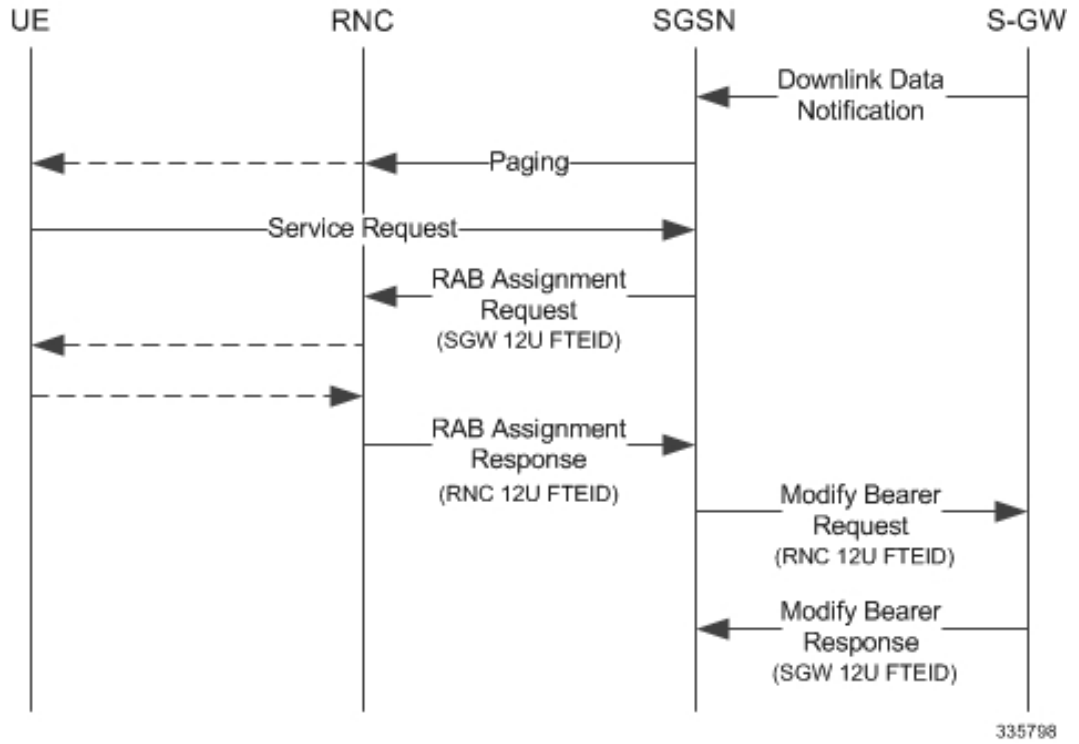 UE RNC SGSN S-GW
Downlink Data
Notification
Paging
Service Request
RAB Assignment
Request
(SGW 12U FTEID)
RAB Assignment
Response
(RNC 12U FTEID)
Modify Bearer
Request
(RNC 12U FTEID)
Modify Bearer
Response
(SGW 12U FTEID)
335798